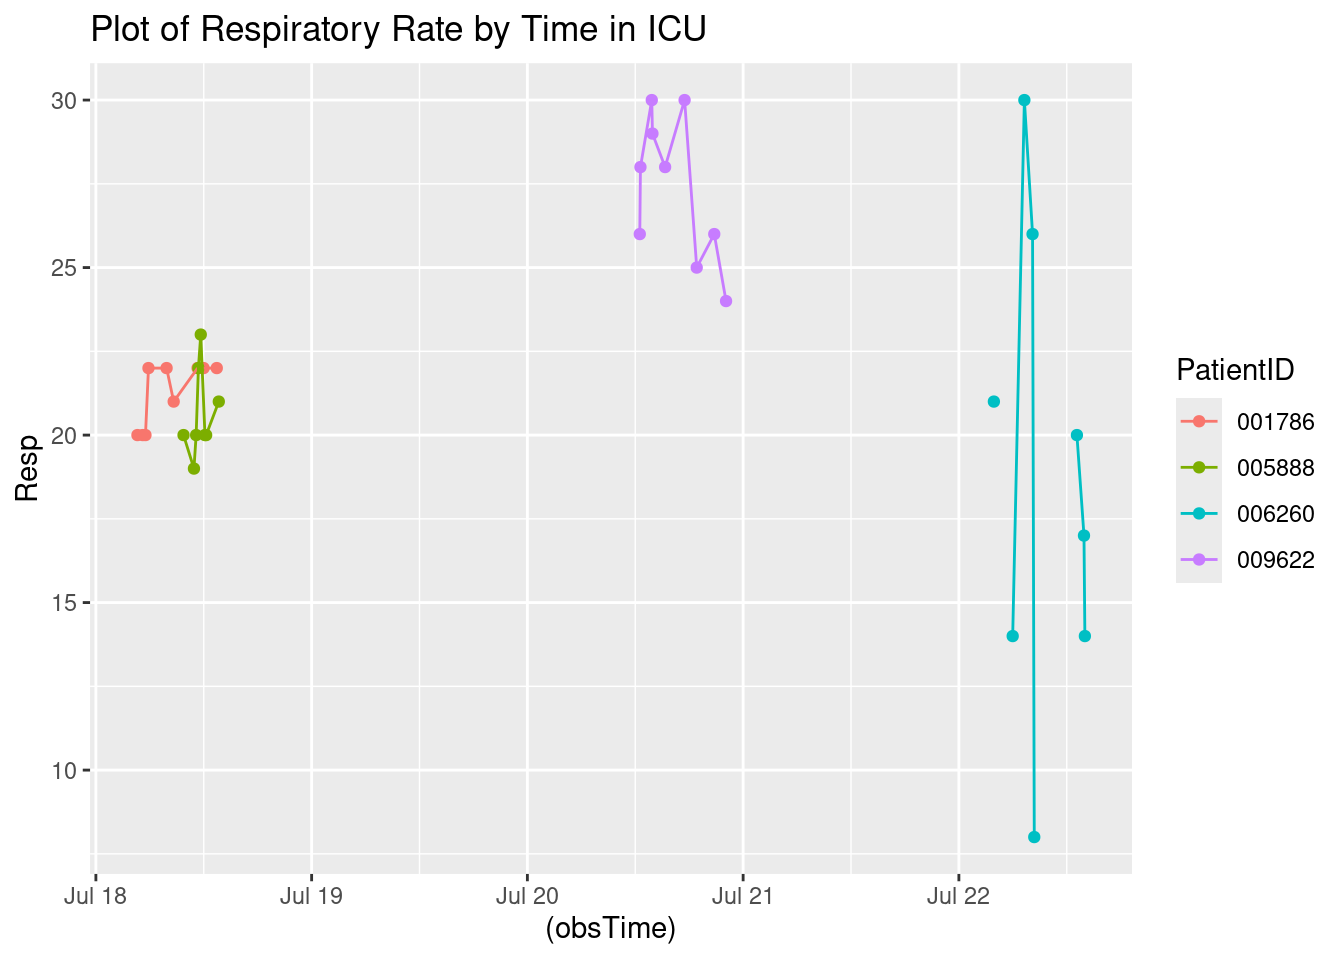 Plot of Respiratory Rate by Time in ICU
30
25
20
15
10
Resp
Jul 18 Jul 19 Jul 20 Jul 21 Jul 22
(obsTime)
PatientID
001786
005888
006260
009622